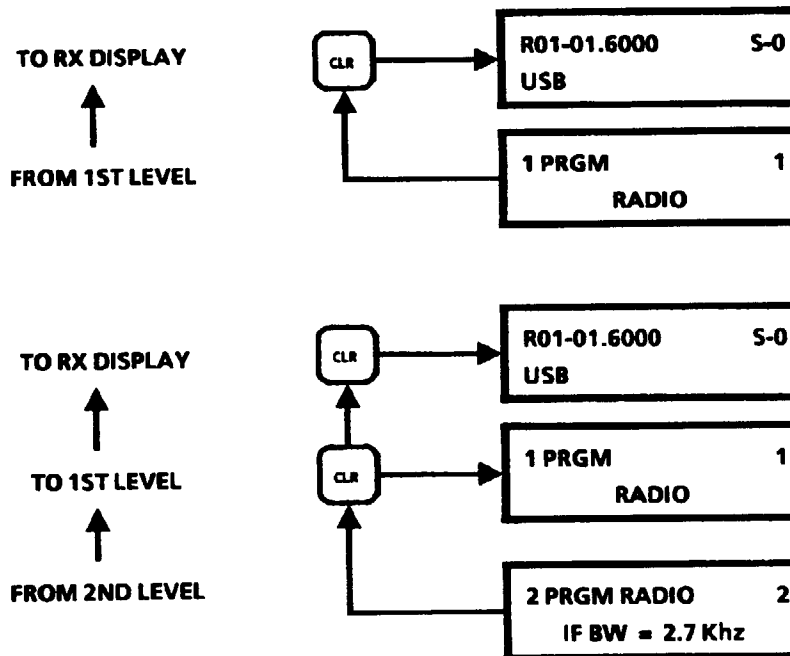 TO RX DISPLAY
CLR
R01-01.6000 S-0
USB
FROM 1ST LEVEL
1 PRGM 1
RADIO
TO RX DISPLAY
CLR
R01-01.6000 S-0
USB
TO 1ST LEVEL
CLR
1 PRGM 1
RADIO
FROM 2ND LEVEL
2 PRGM RADIO 2
IF BW = 2.7 Khz